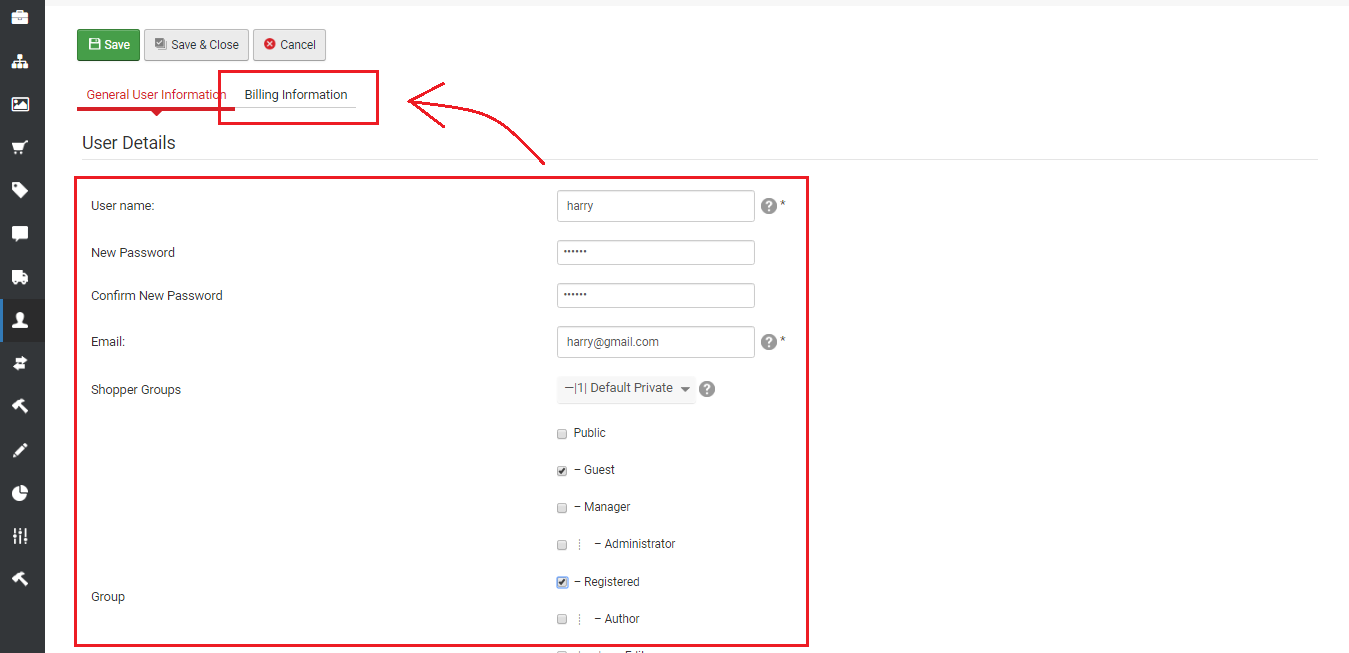 Save Save & Close Cancel
General User Information Billing Information
User Details
User name: harry *
New Password ••••••
Confirm New Password ••••••
Email: harry@gmail.com *
Shopper Groups —|1| Default Private
Public
– Guest
– Manager
– Administrator
– Registered
Group
– Author